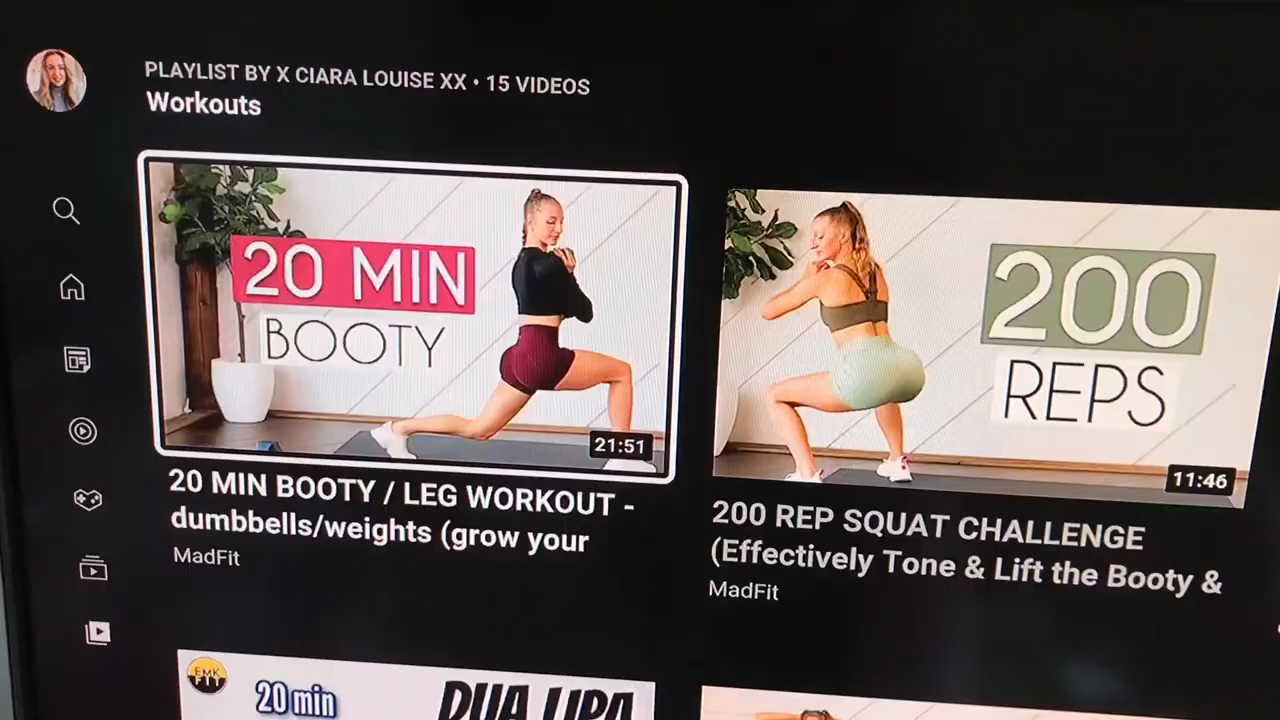 PLAYLIST BY X CIARA LOUISE XX • 15 VIDEOS
Workouts
20 MIN
BOOTY
21:51
20 MIN BOOTY / LEG WORKOUT -
dumbbells/weights (grow your
MadFit
200
REPS
11:46
200 REP SQUAT CHALLENGE
(Effectively Tone & Lift the Booty &
MadFit
EMK
FIT
20 min
DUA LIPA